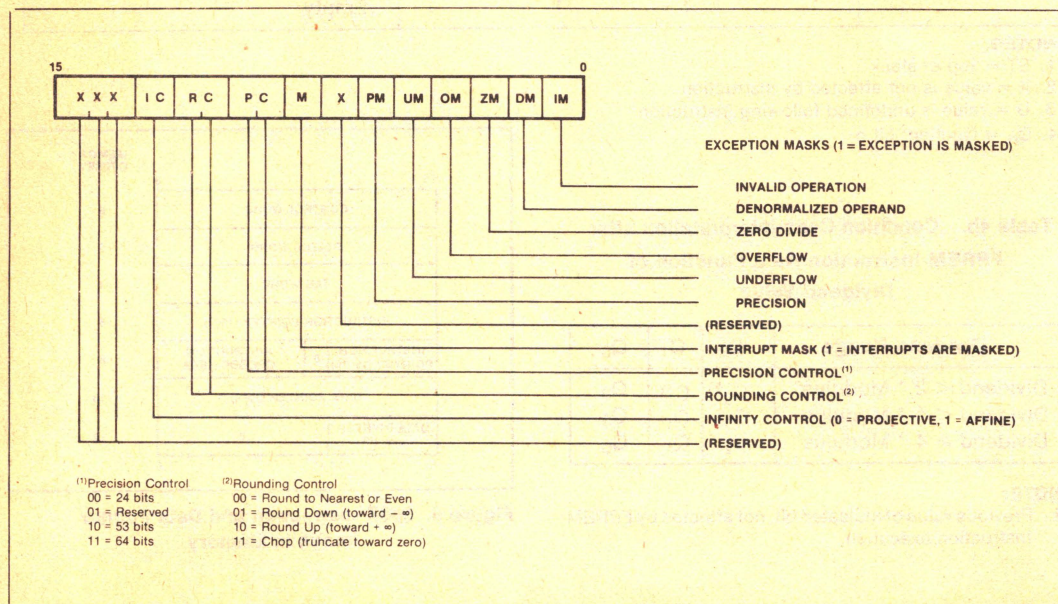 15 0
X X X I C R C P C M X PM UM OM ZM DM IM
EXCEPTION MASKS (1 = EXCEPTION IS MASKED)
INVALID OPERATION
DENORMALIZED OPERAND
ZERO DIVIDE
OVERFLOW
UNDERFLOW
PRECISION
(RESERVED)
INTERRUPT MASK (1 = INTERRUPTS ARE MASKED)
PRECISION CONTROL(1)
ROUNDING CONTROL(2)
INFINITY CONTROL (0 = PROJECTIVE, 1 = AFFINE)
(RESERVED)
(1)Precision Control
00 = 24 bits
01 = Reserved
10 = 53 bits
11 = 64 bits
(2)Rounding Control
00 = Round to Nearest or Even
01 = Round Down (toward – ∞)
10 = Round Up (toward + ∞)
11 = Chop (truncate toward zero)